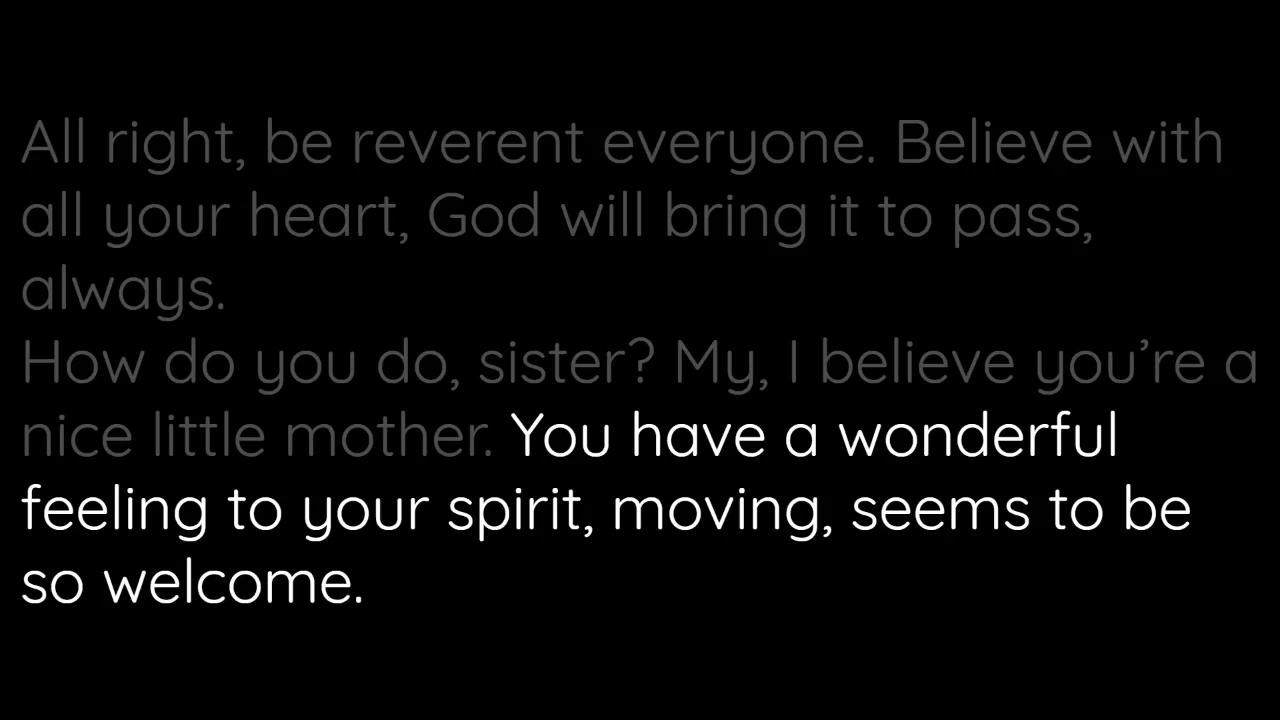 All right, be reverent everyone. Believe with
all your heart, God will bring it to pass,
always.
How do you do, sister? My, I believe you’re a
nice little mother. You have a wonderful
feeling to your spirit, moving, seems to be
so welcome.